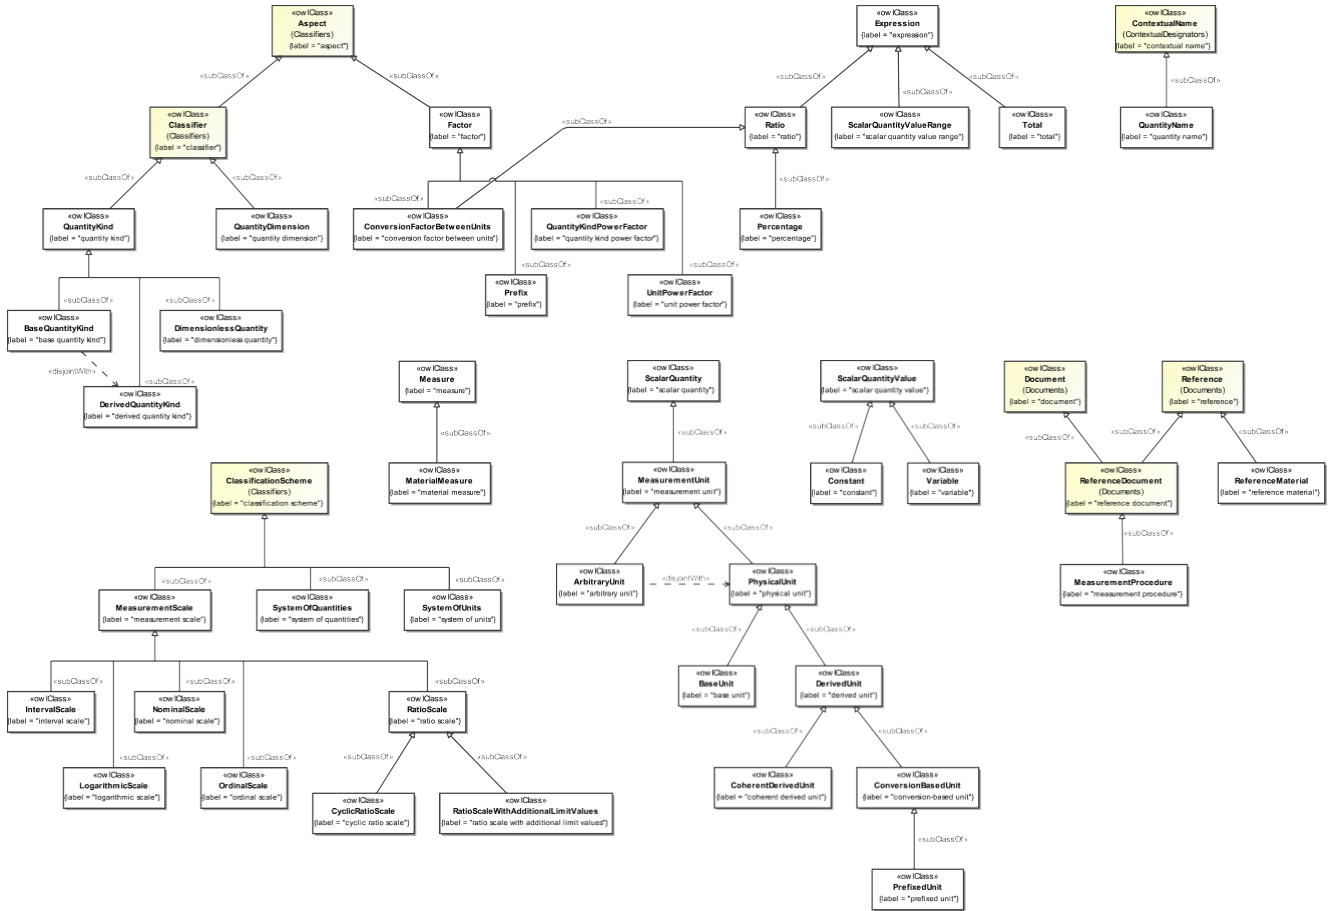 «owlClass»
Aspect
(Classifiers)
{label = "aspect"}
«owlClass»
Expression
{label = "expression"}
«owlClass»
ContextualName
(ContextualDesignators)
{label = "contextual name"}
«subClassOf»
«subClassOf»
«subClassOf»
«subClassOf»
«subClassOf»
«subClassOf»
«owlClass»
Classifier
(Classifiers)
{label = "classifier"}
«owlClass»
Factor
{label = "factor"}
«subClassOf»
«owlClass»
Ratio
{label = "ratio"}
«owlClass»
ScalarQuantityValueRange
{label = "scalar quantity value range}
«owlClass»
Total
{label = "total"}
«owlClass»
QuantityName
{label = "quantity name"}
«subClassOf»
«subClassOf»
«subClassOf»
«subClassOf»
«subClassOf»
«owlClass»
QuantityKind
{label = "quantity kind"}
«owlClass»
QuantityDimension
{label = "quantity dimension"}
«owlClass»
ConversionFactorBetweenUnits
{label = "conversion factor between units"}
«owlClass»
QuantityKindPowerFactor
{label = "quantity kind power factor"}
«owlClass»
Percentage
{label = "percentage"}
«subClassOf»
«subClassOf»
«owlClass»
Prefix
{label = "prefix"}
«owlClass»
UnitPowerFactor
{label = "unit power factor"}
«subClassOf»
«subClassOf»
«owlClass»
BaseQuantityKind
{label = "base quantity kind"}
«owlClass»
DimensionlessQuantity
{label = "dimensionless quantity"}
«disjointWith»
«subClassOf»
«owlClass»
DerivedQuantityKind
{label = "derived quantity kind"}
«owlClass»
Measure
{label = "measure"}
«owlClass»
ScalarQuantity
{label = "scalar quantity"}
«owlClass»
ScalarQuantityValue
{label = "scalar quantity value"}
«owlClass»
Document
(Documents)
{label = "document"}
«owlClass»
Reference
(Documents)
{label = "reference"}
«subClassOf»
«subClassOf»
«subClassOf»
«subClassOf»
«subClassOf»
«subClassOf»
«subClassOf»
«owlClass»
ClassificationScheme
(Classifiers)
{label = "classification scheme"}
«owlClass»
MaterialMeasure
{label = "material measure"}
«owlClass»
MeasurementUnit
{label = "measurement unit"}
«owlClass»
Constant
{label = "constant"}
«owlClass»
Variable
{label = "variable"}
«owlClass»
ReferenceDocument
(Documents)
{label = "reference document"}
«owlClass»
ReferenceMaterial
{label = "reference material"}
«subClassOf»
«subClassOf»
«subClassOf»
«subClassOf»
«subClassOf»
«subClassOf»
«owlClass»
ArbitraryUnit
{label = "arbitrary unit"}
«disjointWith»
«owlClass»
PhysicalUnit
{label = "physical unit"}
«owlClass»
MeasurementProcedure
{label = "measurement procedure"}
«owlClass»
MeasurementScale
{label = "measurement scale"}
«owlClass»
SystemOfQuantities
{label = "system of quantities"}
«owlClass»
SystemOfUnits
{label = "system of units"}
«subClassOf»
«subClassOf»
«subClassOf»
«subClassOf»
«subClassOf»
«owlClass»
BaseUnit
{label = "base unit"}
«owlClass»
DerivedUnit
{label = "derived unit"}
«owlClass»
IntervalScale
{label = "interval scale"}
«owlClass»
NominalScale
{label = "nominal scale"}
«owlClass»
RatioScale
{label = "ratio scale"}
«subClassOf»
«subClassOf»
«subClassOf»
«subClassOf»
«subClassOf»
«subClassOf»
«owlClass»
LogarithmicScale
{label = "logarithmic scale"}
«owlClass»
OrdinalScale
{label = "ordinal scale"}
«owlClass»
CoherentDerivedUnit
{label = "coherent derived unit"}
«owlClass»
ConversionBasedUnit
{label = "conversion-based unit"}
«owlClass»
CyclicRatioScale
{label = "cyclic ratio scale"}
«owlClass»
RatioScaleWithAdditionalLimitValues
{label = "ratio scale with additional limit values"}
«subClassOf»
«owlClass»
PrefixedUnit
{label = "prefixed unit"}